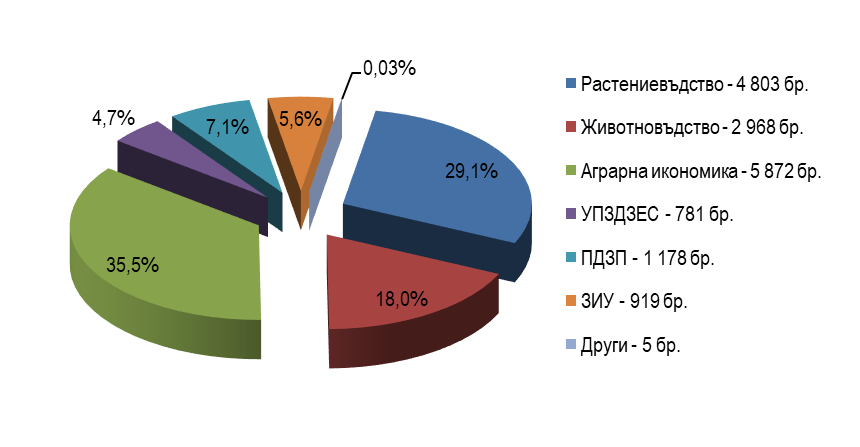 0,03%
5,6%
7,1%
4,7%
29,1%
35,5%
18,0%
Растениевъдство - 4 803 бр.
Животновъдство - 2 968 бр.
Аграрна икономика - 5 872 бр.
УПЗДЗЕС - 781 бр.
ПДЗП - 1 178 бр.
ЗИУ - 919 бр.
Други - 5 бр.